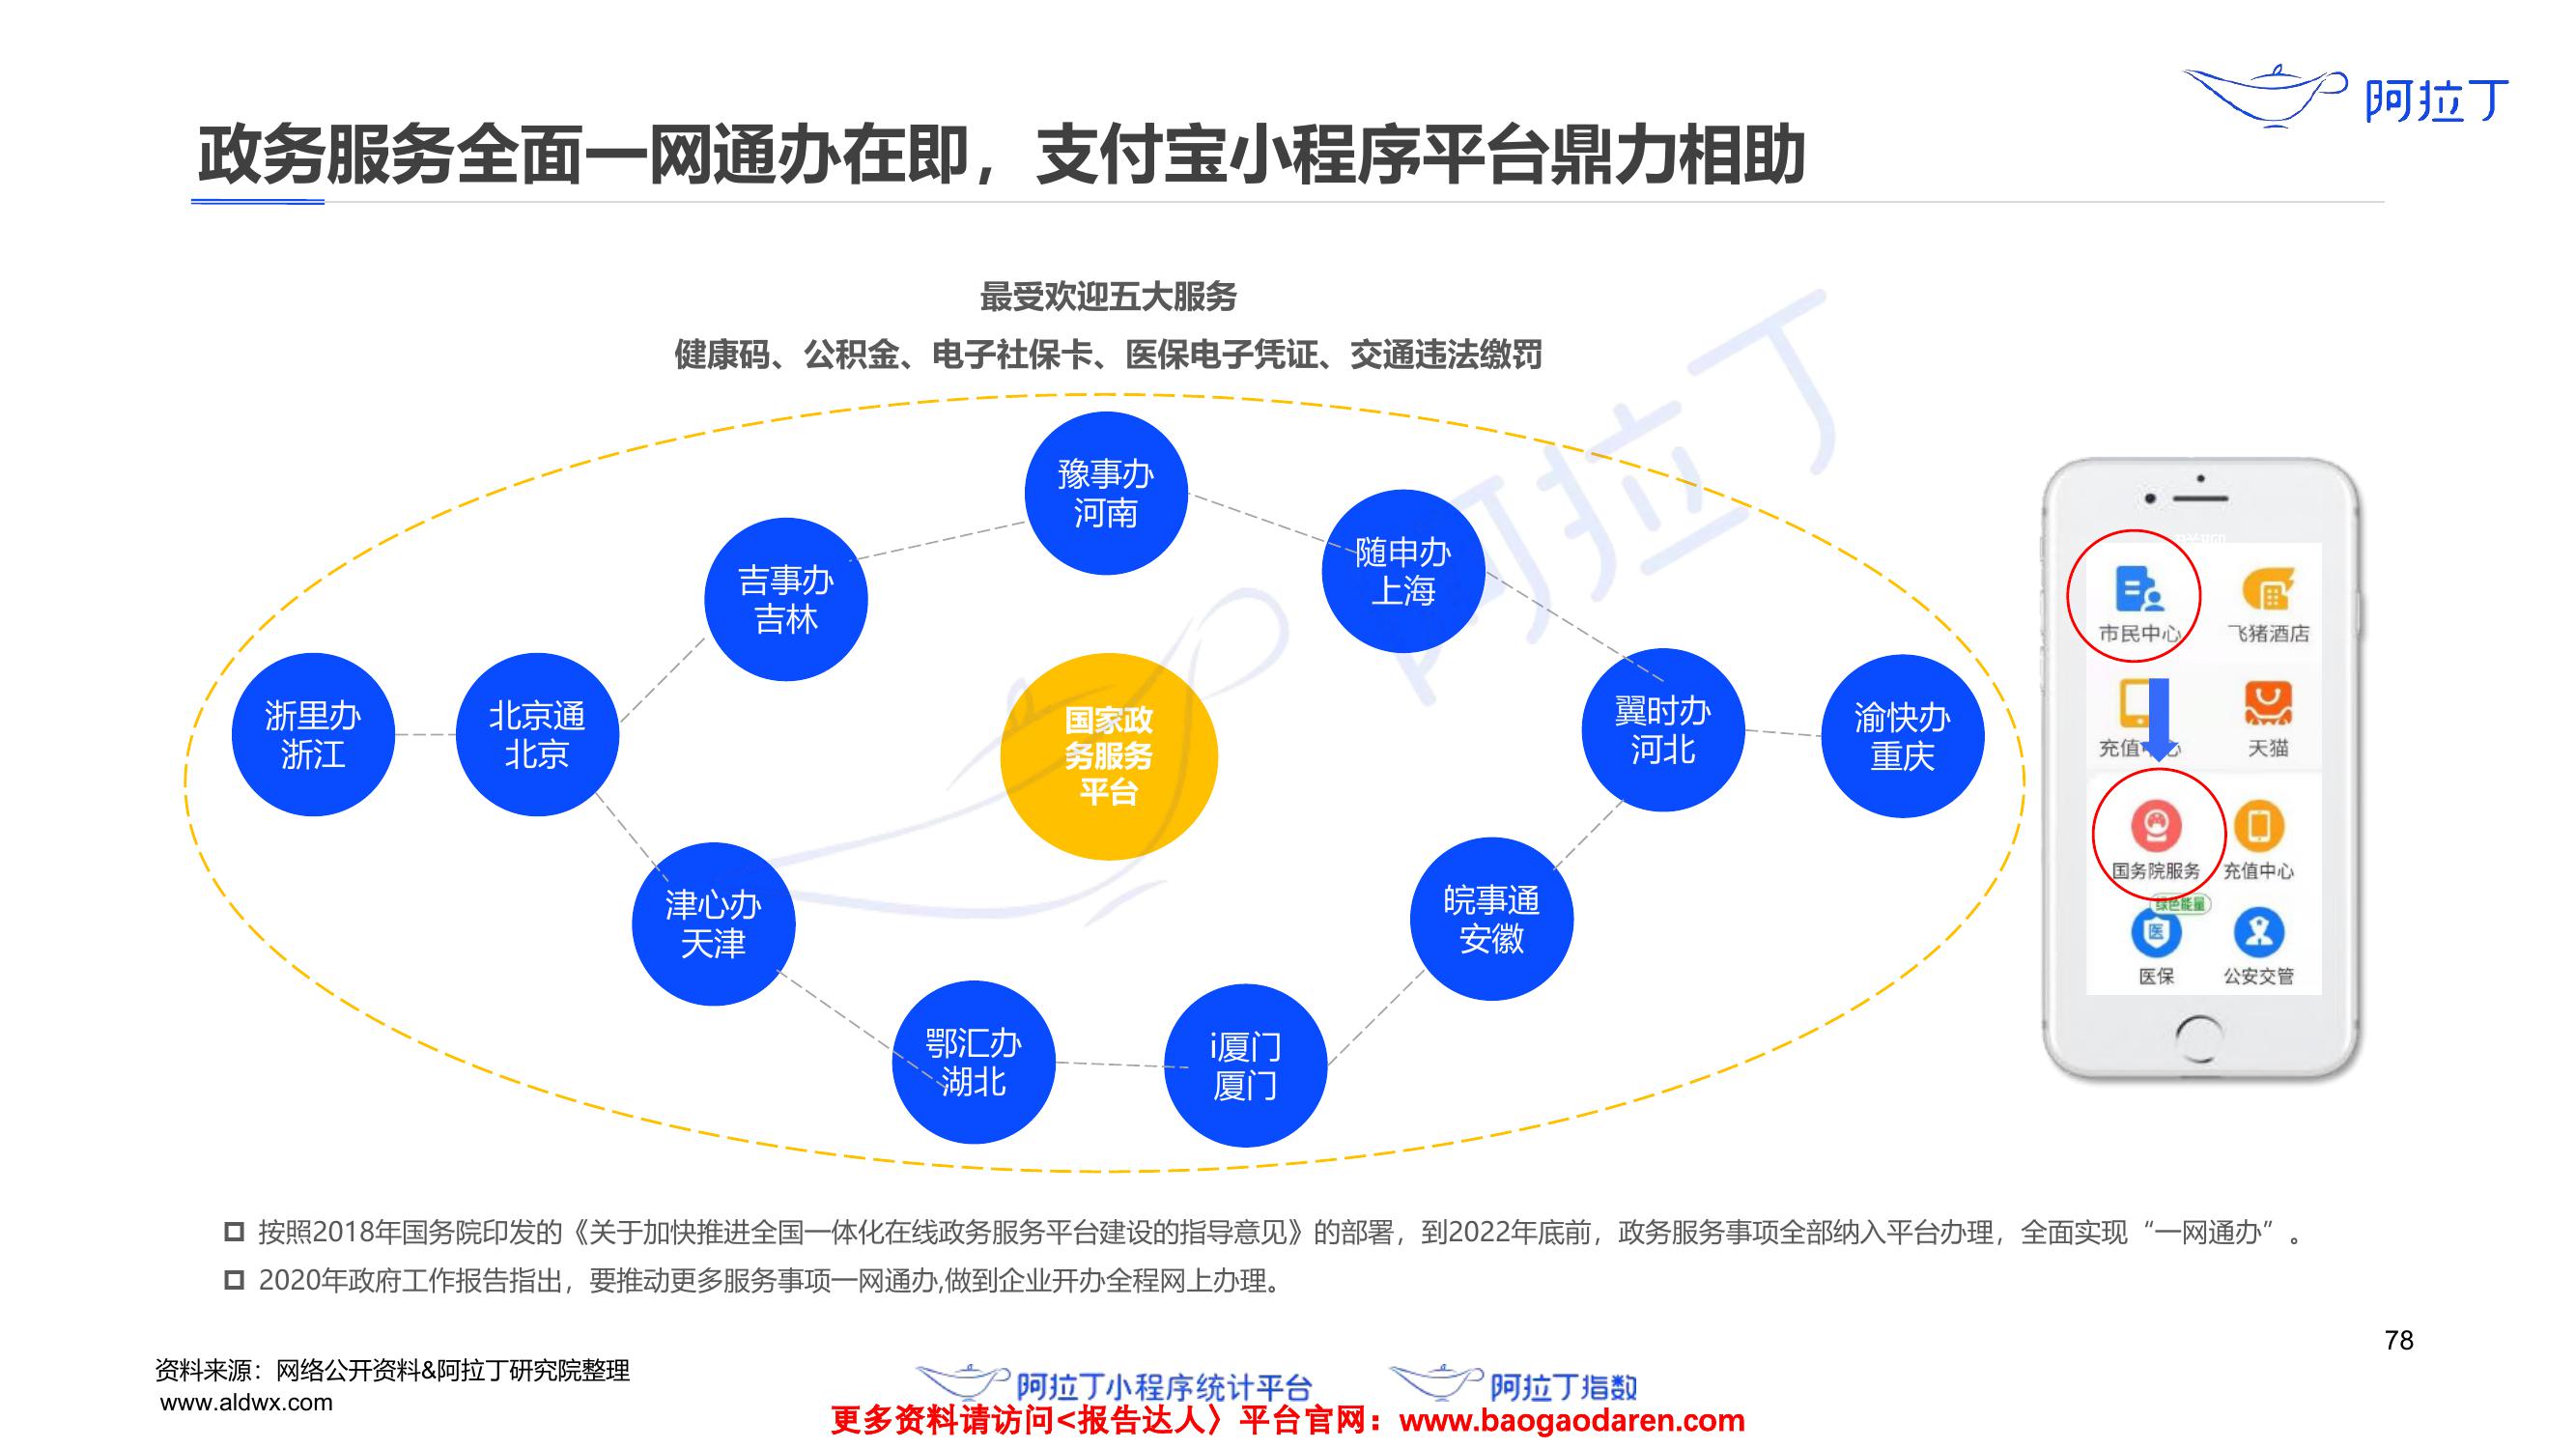 阿拉丁
政务服务全面一网通办在即，支付宝小程序平台鼎力相助
最受欢迎五大服务
健康码、公积金、电子社保卡、医保电子凭证、交通违法缴罚
豫事办
河南
随申办
上海
吉事办
吉林
浙里办
浙江
北京通
北京
国家政
务服务
平台
翼时办
河北
渝快办
重庆
津心办
天津
皖事通
安徽
鄂汇办
湖北
i厦门
厦门
阿拉丁
市民中心
飞猪酒店
充值中心
天猫
国务院服务
充值中心
绿色能量
医
医保
公安交管
按照2018年国务院印发的《关于加快推进全国一体化在线政务服务平台建设的指导意见》的部署，到2022年底前，政务服务事项全部纳入平台办理，全面实现“一网通办”。
2020年政府工作报告指出，要推动更多服务事项一网通办,做到企业开办全程网上办理。
78
资料来源：网络公开资料&阿拉丁研究院整理
www.aldwx.com
阿拉丁小程序统计平台
阿拉丁指数
更多资料请访问<报告达人〉平台官网：www.baogaodaren.com